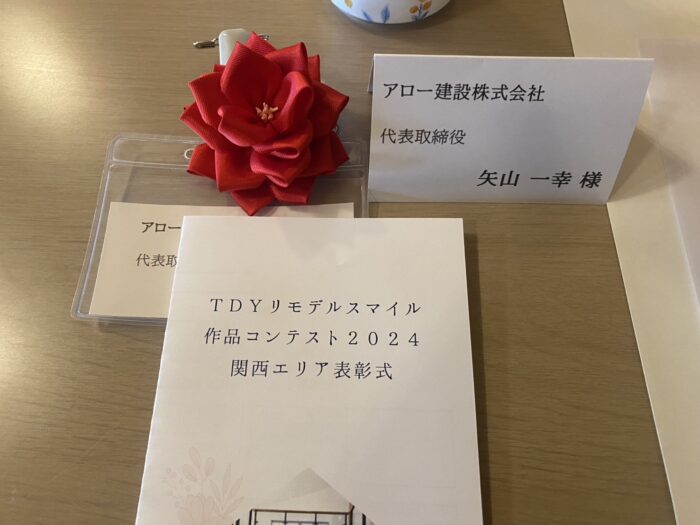 アロー建設株式会社
代表取締役
矢山 一幸 様
アロー
代表取
TDYリモデルスマイル
作品コンテスト2024
関西エリア表彰式